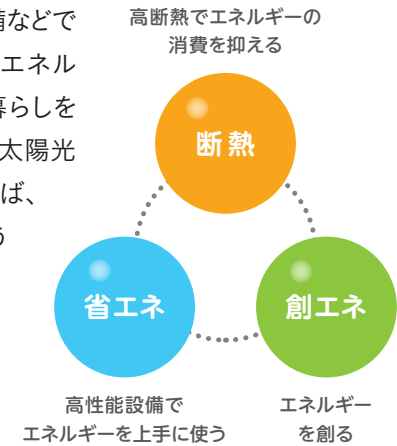 備などで
エネル
暮らしを
太陽光
ば、
高断熱でエネルギーの
消費を抑える
断熱
省エネ
創エネ
高性能設備で
エネルギーを上手に使う
エネルギー
を創る